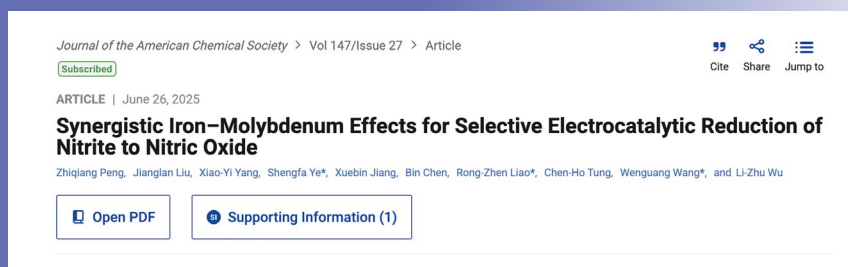 Journal of the American Chemical Society > Vol 147/Issue 27 > Article
Subscribed
Cite Share Jump to
ARTICLE | June 26, 2025
Synergistic Iron–Molybdenum Effects for Selective Electrocatalytic Reduction of
Nitrite to Nitric Oxide
Zhiqiang Peng, Jianglan Liu, Xiao-Yi Yang, Shengfa Ye*, Xuebin Jiang, Bin Chen, Rong-Zhen Liao*, Chen-Ho Tung, Wenguang Wang*, and Li-Zhu Wu
Open PDF
SI Supporting Information (1)